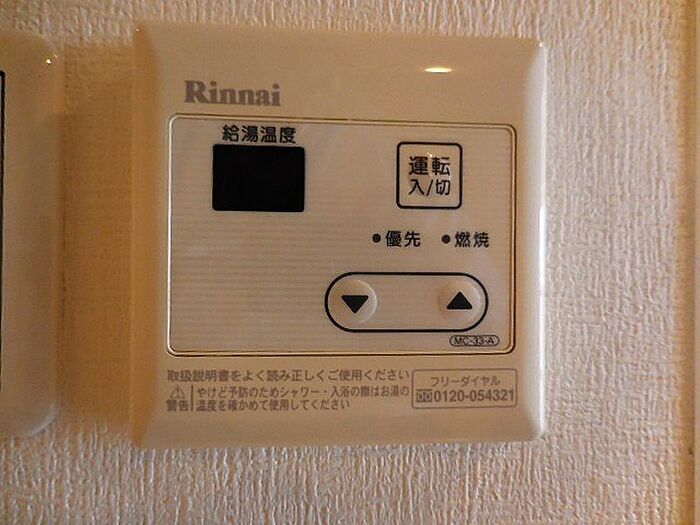 Rinnai
給湯温度
運転
入/切
優先 燃焼
▼ ▲
MC-33-A
取扱説明書をよく読み正しくご使用ください
警告 やけど予防のためシャワー・入浴の際はお湯の
温度を確かめて使用してください
フリーダイヤル
0120-054321